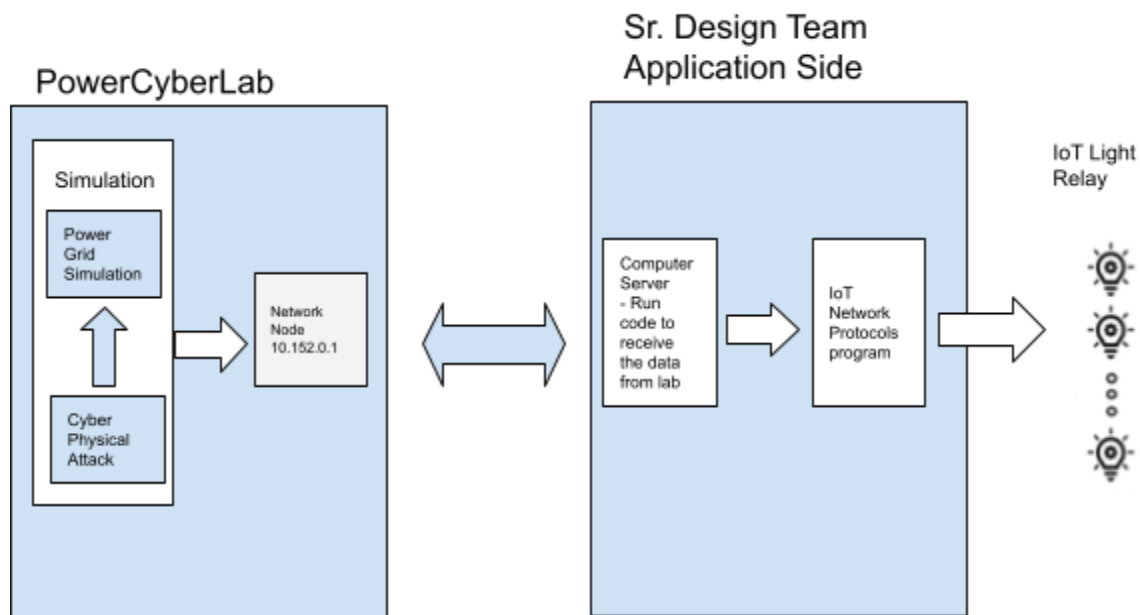 PowerCyberLab
Simulation
Power
Grid
Simulation
Cyber
Physical
Attack
Network
Node
10.152.0.1
Sr. Design Team
Application Side
Computer
Server
- Run
code to
receive
the data
from lab
IoT
Network
Protocols
program
IoT Light
Relay